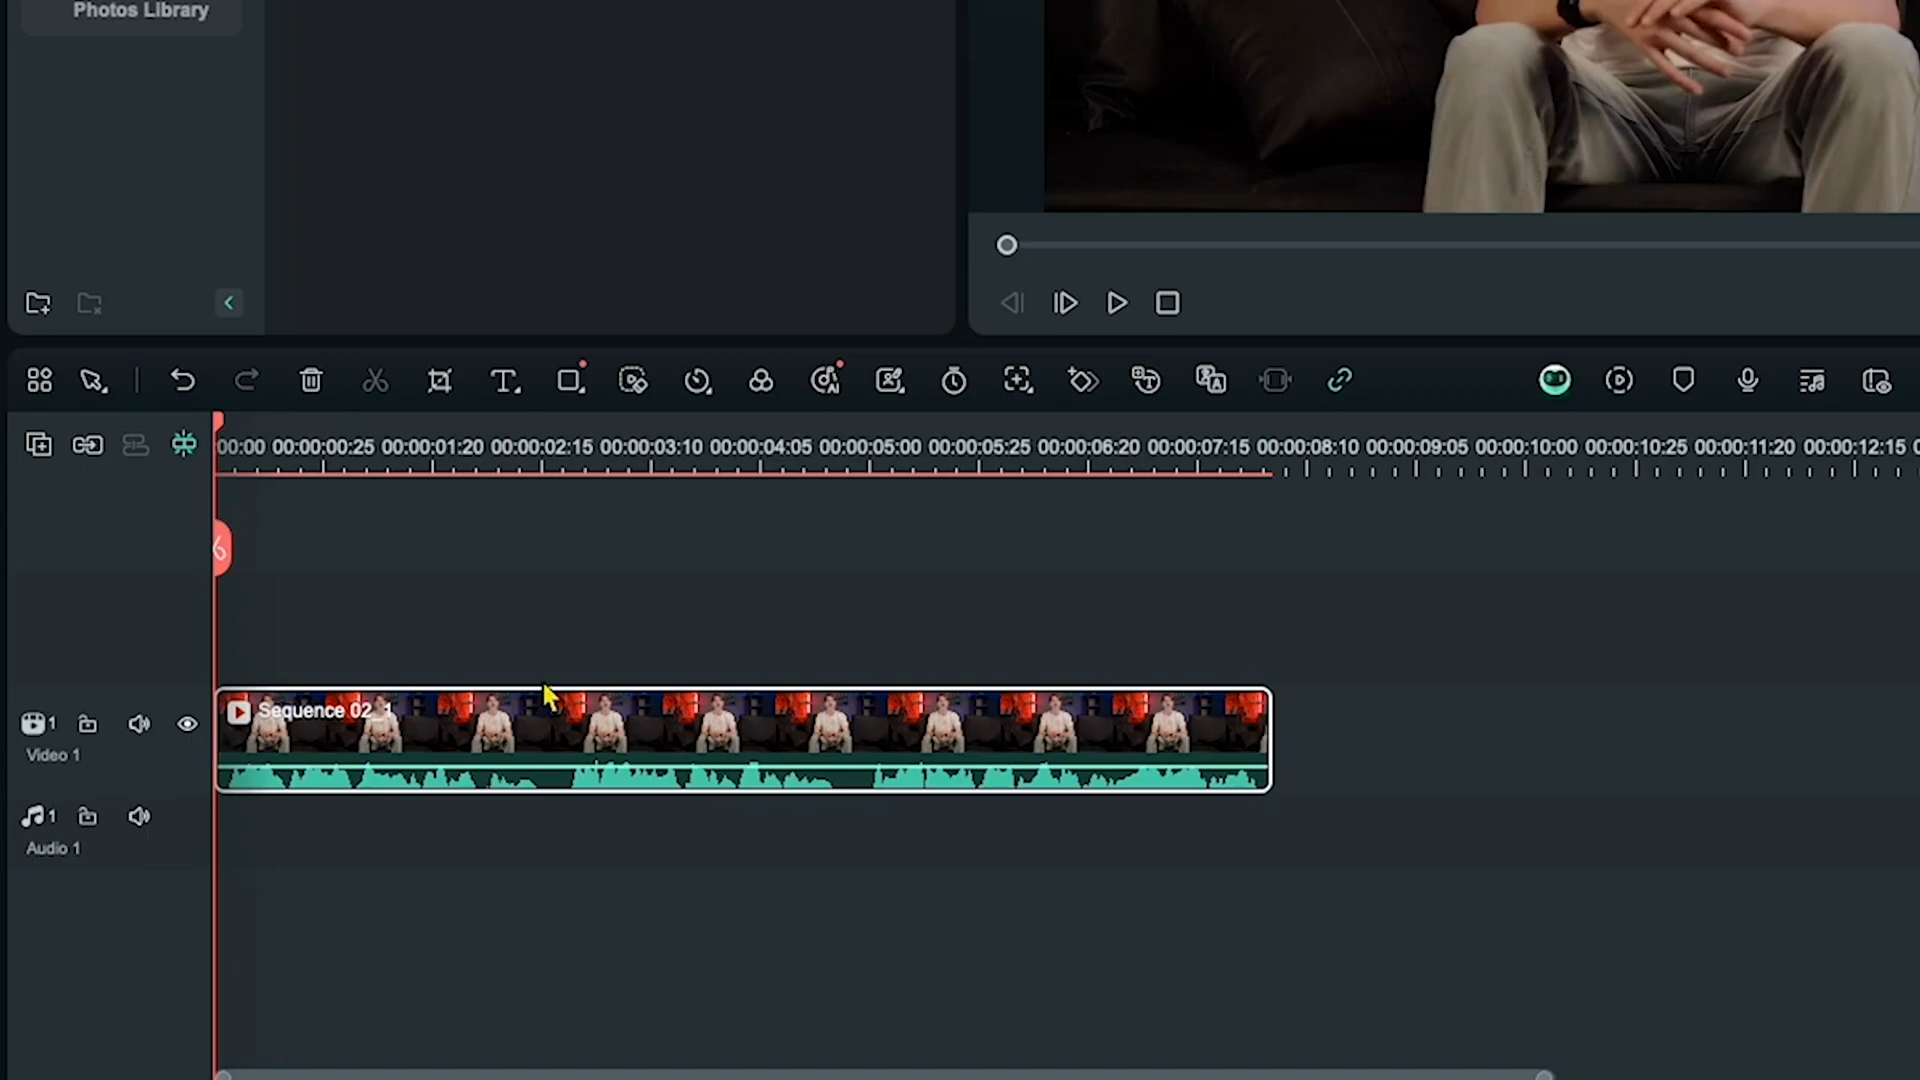 Photos Library
00:00 00:00:00:25 00:00:01:20 00:00:02:15 00:00:03:10 00:00:04:05 00:00:05:00 00:00:05:25 00:00:06:20 00:00:07:15 00:00:08:10 00:00:09:05 00:00:10:00 00:00:10:25 00:00:11:20 00:00:12:15
Sequence 02_1
1
Video 1
1
Audio 1